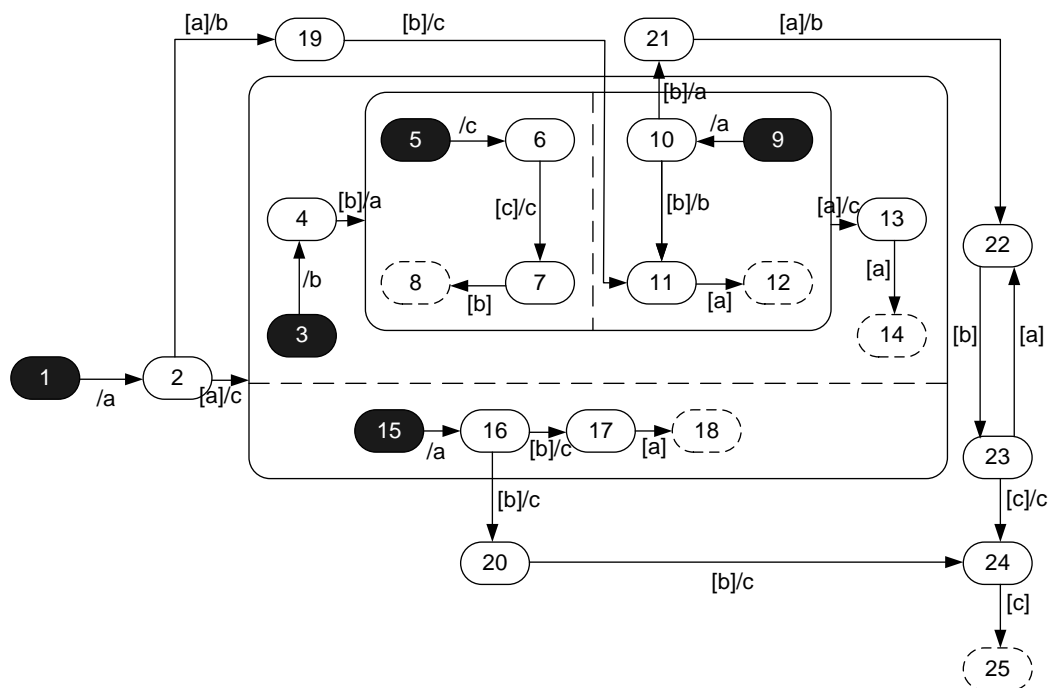 [a]/b
19
[b]/c
21
[a]/b
[b]/a
5
/c
6
10
/a
9
4
[b]/a
[c]/c
[b]/b
[a]/c
13
22
/b
8
[b]
7
11
[a]
12
[a]
3
14
[b]
[a]
1
/a
2
[a]/c
15
/a
16
[b]/c
17
[a]
18
23
[b]/c
[c]/c
20
[b]/c
24
[c]
25